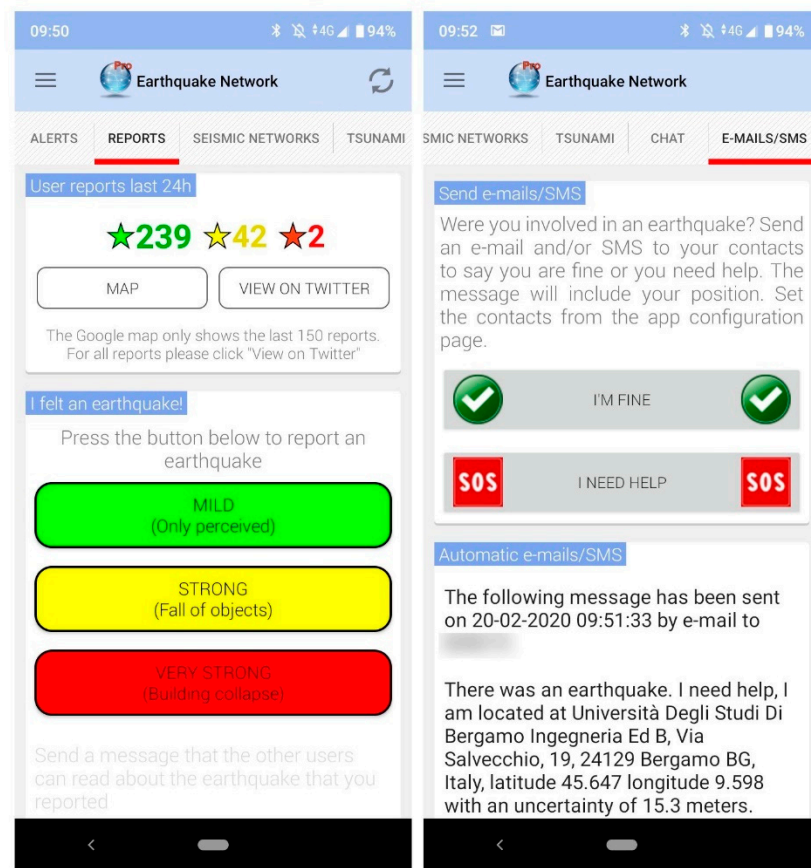 09:50
4G 94%
Pro
Earthquake Network
ALERTS REPORTS SEISMIC NETWORKS TSUNAMI
User reports last 24h
239 42 2
MAP VIEW ON TWITTER
The Google map only shows the last 150 reports.
For all reports please click "View on Twitter"
I felt an earthquake!
Press the button below to report an
earthquake
MILD
(Only perceived)
STRONG
(Fall of objects)
VERY STRONG
(Building collapse)
Send a message that the other users
can read about the earthquake that you
reported
09:52
4G 94%
Pro
Earthquake Network
SMIC NETWORKS TSUNAMI CHAT E-MAILS/SMS
Send e-mails/SMS
Were you involved in an earthquake? Send
an e-mail and/or SMS to your contacts
to say you are fine or you need help. The
message will include your position. Set
the contacts from the app configuration
page.
I'M FINE
SOS I NEED HELP SOS
Automatic e-mails/SMS
The following message has been sent
on 20-02-2020 09:51:33 by e-mail to
There was an earthquake. I need help, I
am located at Università Degli Studi Di
Bergamo Ingegneria Ed B, Via
Salvecchio, 19, 24129 Bergamo BG,
Italy, latitude 45.647 longitude 9.598
with an uncertainty of 15.3 meters.